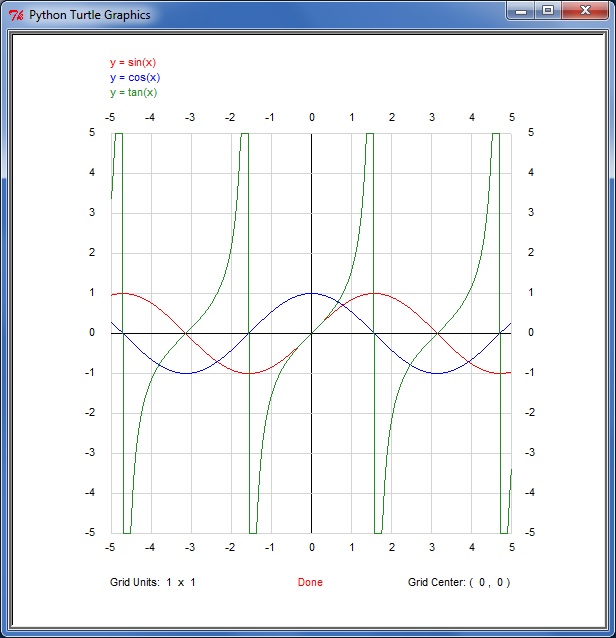 Python Turtle Graphics
y = sin(x)
y = cos(x)
y = tan(x)
-5 -4 -3 -2 -1 0 1 2 3 4 5
5 5
4 4
3 3
2 2
1 1
0 0
-1 -1
-2 -2
-3 -3
-4 -4
-5 -5
-5 -4 -3 -2 -1 0 1 2 3 4 5
Grid Units: 1 x 1 Done Grid Center: ( 0 , 0 )